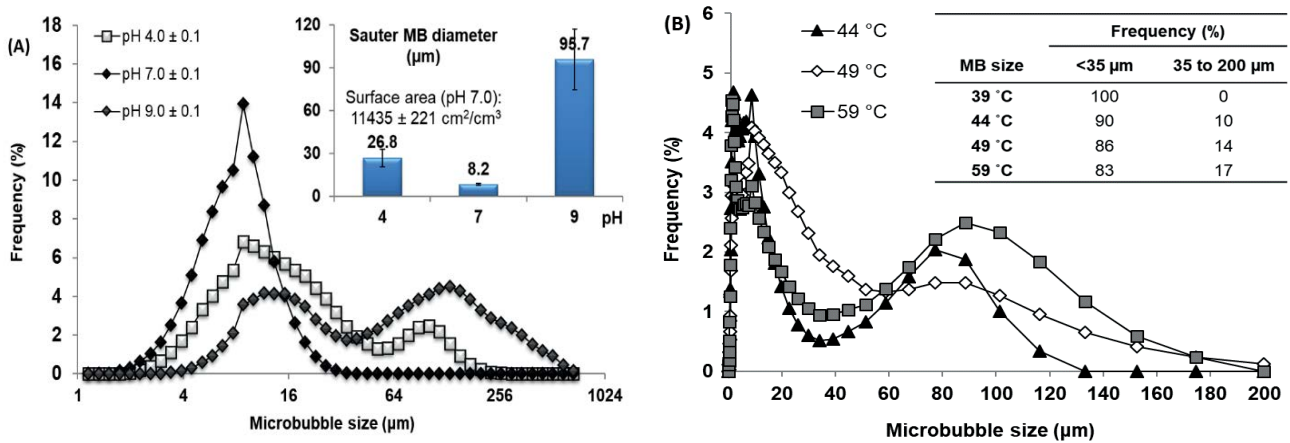 (A)
18
16
14
12
10
8
6
4
2
0
Frequency (%)
pH 4.0 ± 0.1
pH 7.0 ± 0.1
pH 9.0 ± 0.1
1 4 16 64 256 1024
Microbubble size (µm)
120
90
60
30
0
Sauter MB diameter
(µm)
Surface area (pH 7.0):
11435 ± 221 cm²/cm³
26.8
8.2
95.7
4 7 9 pH
(B)
6
5
4
3
2
1
0
Frequency (%)
44 °C
49 °C
59 °C
0 20 40 60 80 100 120 140 160 180 200
Microbubble size (µm)
Frequency (%)
MB size <35 µm 35 to 200 µm
39 ˚C 100 0
44 ˚C 90 10
49 ˚C 86 14
59 ˚C 83 17